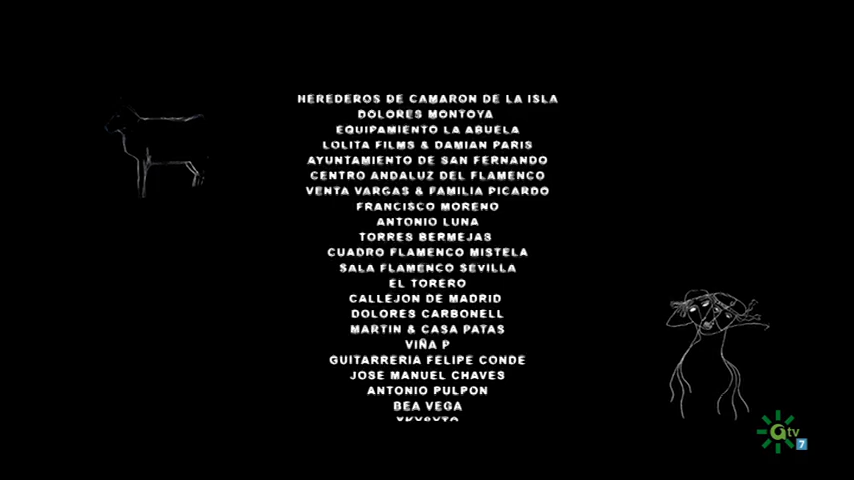 HEREDEROS DE CAMARON DE LA ISLA
DOLORES MONTOYA
EQUIPAMIENTO LA ABUELA
LOLITA FILMS & DAMIAN PARIS
AYUNTAMIENTO DE SAN FERNANDO
CENTRO ANDALUZ DEL FLAMENCO
VENTA VARGAS & FAMILIA PICARDO
FRANCISCO MORENO
ANTONIO LUNA
TORRES BERMEJAS
CUADRO FLAMENCO MISTELA
SALA FLAMENCO SEVILLA
EL TORERO
CALLEJON DE MADRID
DOLORES CARBONELL
MARTIN & CASA PATAS
VIÑA P
GUITARRERIA FELIPE CONDE
JOSE MANUEL CHAVES
ANTONIO PULPON
BEA VEGA
tv
7